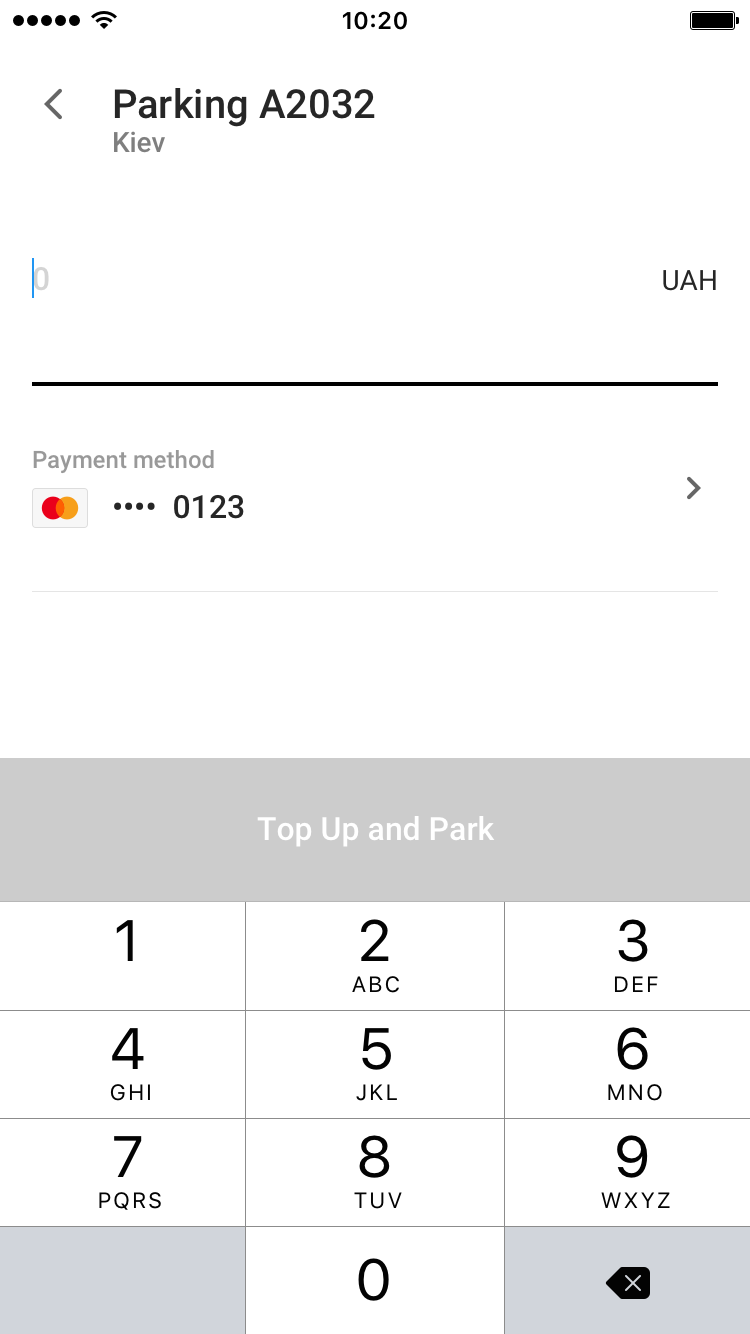 10:20
Parking A2032
Kiev
0 UAH
Payment method
•••• 0123
Top Up and Park
1 2 3
ABC DEF
4 5 6
GHI JKL MNO
7 8 9
PQRS TUV WXYZ
0